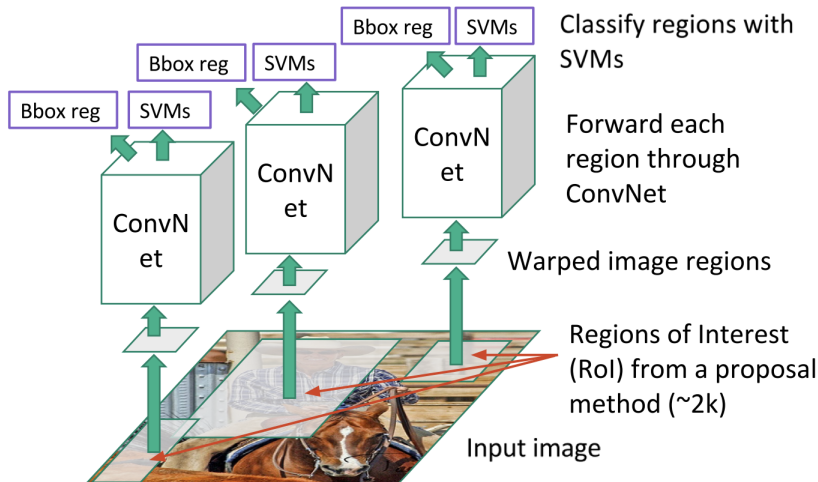 Bbox reg
SVMs
Classify regions with
SVMs
Bbox reg
SVMs
Bbox reg
SVMs
ConvN
et
Forward each
region through
ConvNet
ConvN
et
ConvN
et
Warped image regions
Regions of Interest
(RoI) from a proposal
method (~2k)
Input image